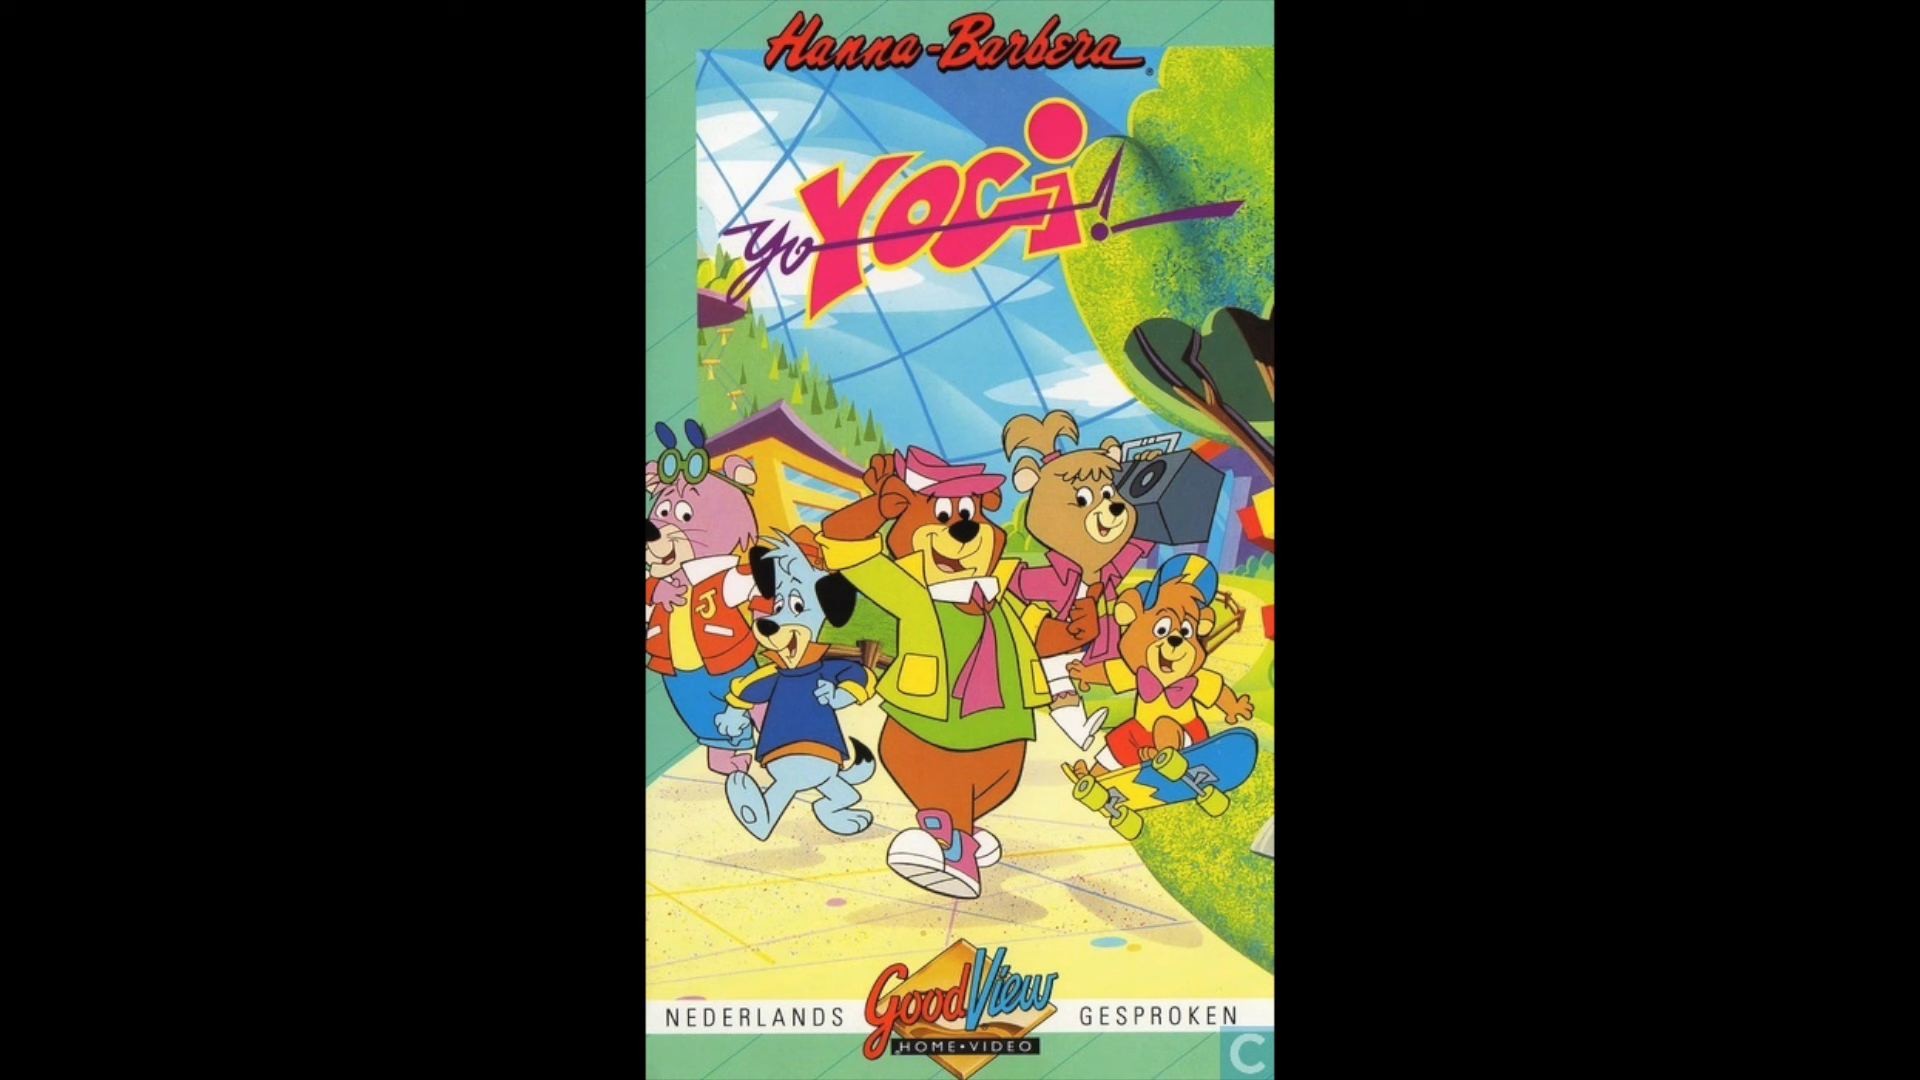 Hanna-Barbera®
yo YOGi!
J
NEDERLANDS GoodView GESPROKEN
HOME•VIDEO
C